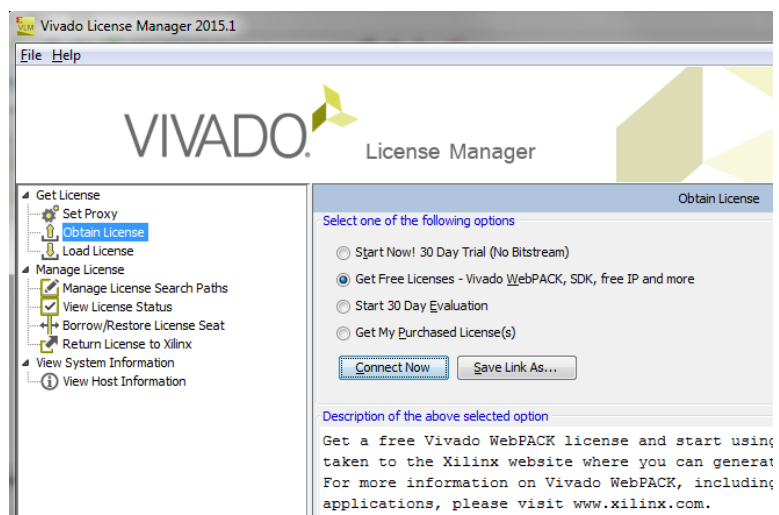 VLM Vivado License Manager 2015.1
File Help
VIVADO. License Manager
Get License
Set Proxy
Obtain License
Load License
Manage License
Manage License Search Paths
View License Status
Borrow/Restore License Seat
Return License to Xilinx
View System Information
View Host Information
Obtain License
Select one of the following options
Start Now! 30 Day Trial (No Bitstream)
Get Free Licenses - Vivado WebPACK, SDK, free IP and more
Start 30 Day Evaluation
Get My Purchased License(s)
Connect Now Save Link As...
Description of the above selected option
Get a free Vivado WebPACK license and start using
taken to the Xilinx website where you can generat
For more information on Vivado WebPACK, including
applications, please visit www.xilinx.com.